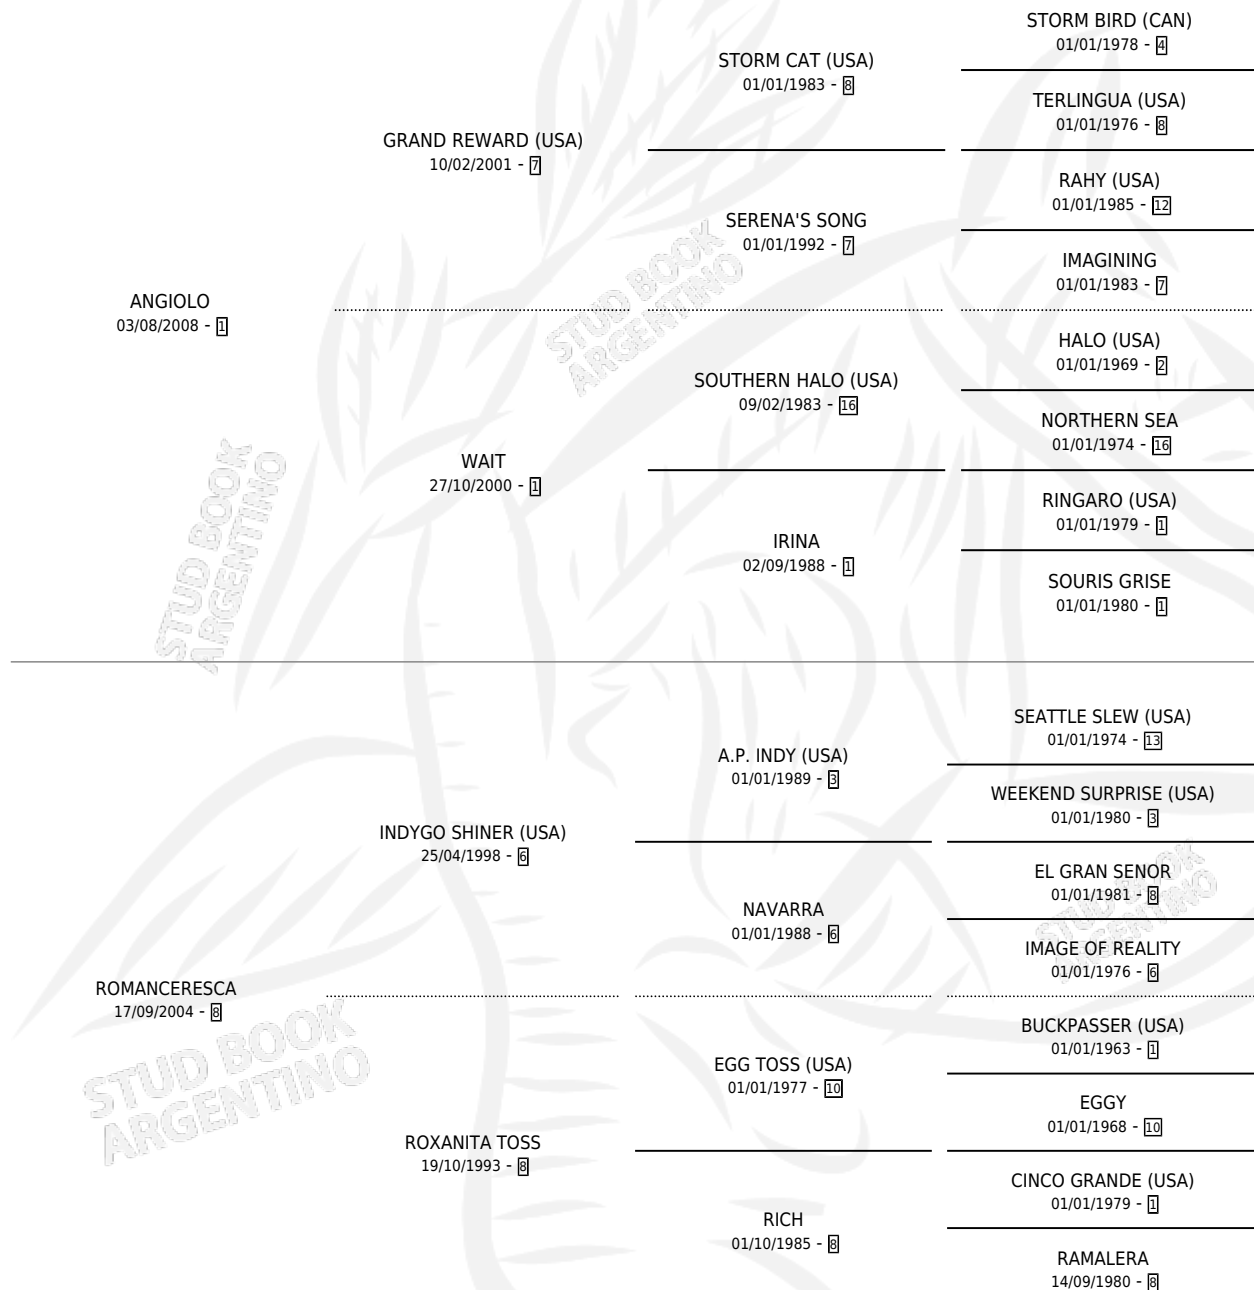 STORM BIRD (CAN)
01/01/1978 - 4
STORM CAT (USA)
01/01/1983 - 8
TERLINGUA (USA)
01/01/1976 - 8
GRAND REWARD (USA)
10/02/2001 - 7
RAHY (USA)
01/01/1985 - 12
SERENA'S SONG
01/01/1992 - 7
IMAGINING
01/01/1983 - 7
ANGIOLO
03/08/2008 - 1
HALO (USA)
01/01/1969 - 2
SOUTHERN HALO (USA)
09/02/1983 - 16
NORTHERN SEA
01/01/1974 - 16
WAIT
27/10/2000 - 1
RINGARO (USA)
01/01/1979 - 1
IRINA
02/09/1988 - 1
SOURIS GRISE
01/01/1980 - 1
SEATTLE SLEW (USA)
01/01/1974 - 13
A.P. INDY (USA)
01/01/1989 - 3
WEEKEND SURPRISE (USA)
01/01/1980 - 3
INDYGO SHINER (USA)
25/04/1998 - 6
EL GRAN SENOR
01/01/1981 - 8
NAVARRA
01/01/1988 - 6
IMAGE OF REALITY
01/01/1976 - 6
ROMANCERESCA
17/09/2004 - 8
BUCKPASSER (USA)
01/01/1963 - 1
EGG TOSS (USA)
01/01/1977 - 10
EGGY
01/01/1968 - 10
ROXANITA TOSS
19/10/1993 - 8
CINCO GRANDE (USA)
01/01/1979 - 1
RICH
01/10/1985 - 8
RAMALERA
14/09/1980 - 8
STUD BOOK
ARGENTINO
STUD BOOK
ARGENTINO
STUD BOOK
ARGENTINO
STUD BOOK
ARGENTINO